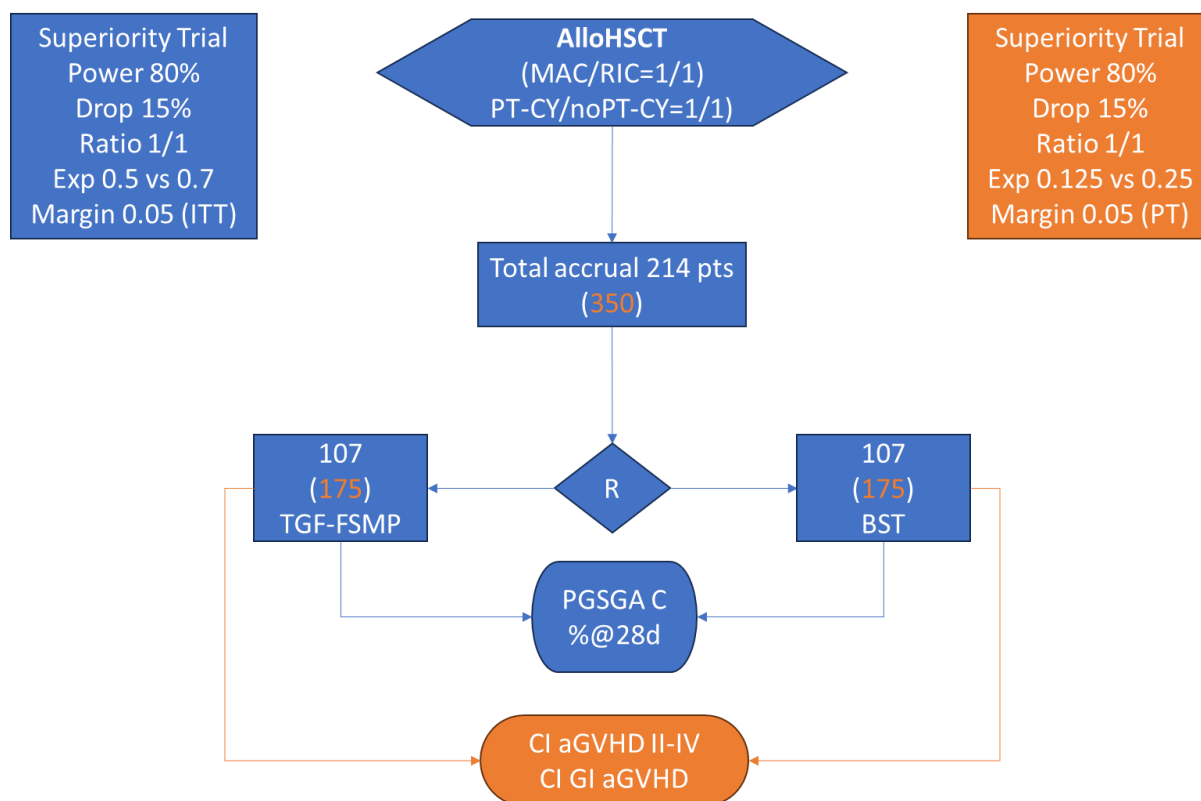 Superiority Trial
Power 80%
Drop 15%
Ratio 1/1
Exp 0.5 vs 0.7
Margin 0.05 (ITT)
AlloHSCT
(MAC/RIC=1/1)
PT-CY/noPT-CY=1/1)
Superiority Trial
Power 80%
Drop 15%
Ratio 1/1
Exp 0.125 vs 0.25
Margin 0.05 (PT)
Total accrual 214 pts
(350)
107
(175)
TGF-FSMP
R
107
(175)
BST
PGSGA C
%@28d
CI aGVHD II-IV
CI GI aGVHD